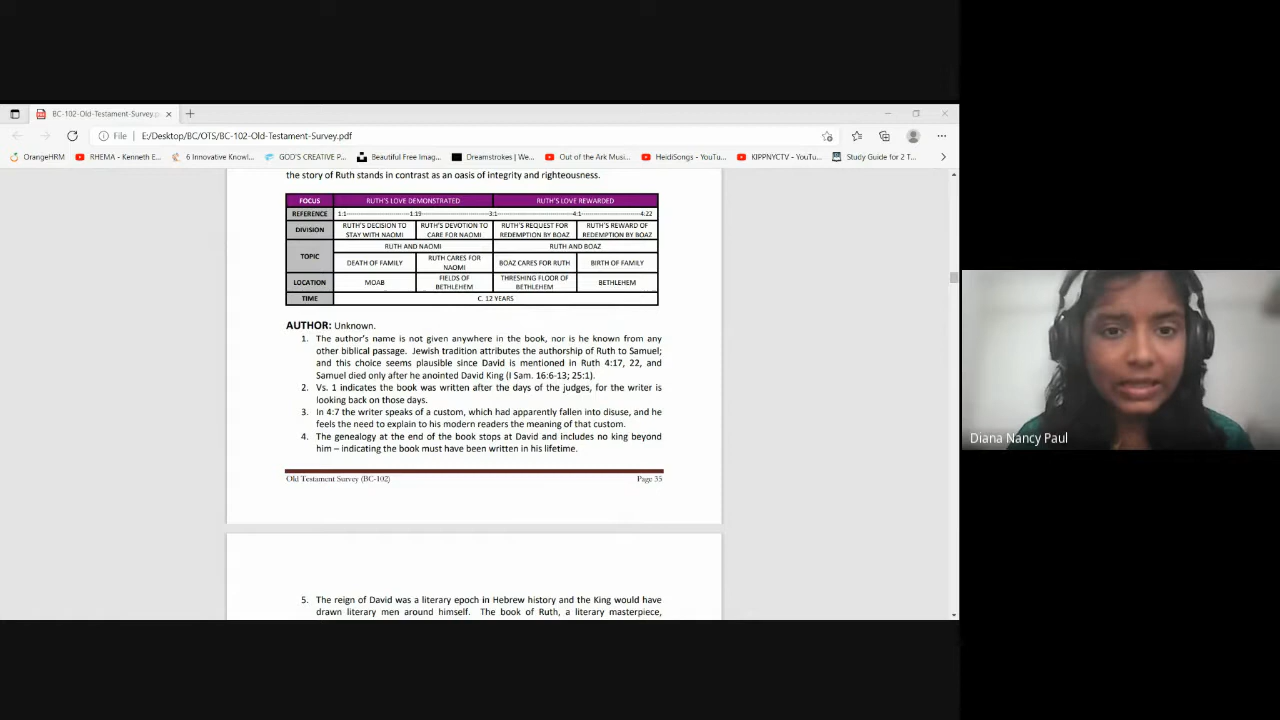 BC-102-Old-Testament-Survey.p
File
E:/Desktop/BC/OTS/BC-102-Old-Testament-Survey.pdf
OrangeHRM
RHEMA - Kenneth E...
6 Innovative Knowl...
GOD'S CREATIVE P...
Beautiful Free Imag...
Dreamstrokes | We...
Out of the Ark Musi...
HeidiSongs - YouTu...
KIPPNYCTV - YouTu...
Study Guide for 2 T...
the story of Ruth stands in contrast as an oasis of integrity and righteousness.
FOCUS RUTH'S LOVE DEMONSTRATED RUTH'S LOVE REWARDED
REFERENCE 1:1------------------------1:19--------------------------3:1-----------------------------4:1----------------------4:22
DIVISION RUTH'S DECISION TO STAY WITH NAOMI RUTH'S DEVOTION TO CARE FOR NAOMI RUTH'S REQUEST FOR REDEMPTION BY BOAZ RUTH'S REWARD OF REDEMPTION BY BOAZ
TOPIC RUTH AND NAOMI RUTH AND BOAZ
DEATH OF FAMILY RUTH CARES FOR NAOMI BOAZ CARES FOR RUTH BIRTH OF FAMILY
LOCATION MOAB FIELDS OF BETHLEHEM THRESHING FLOOR OF BETHLEHEM BETHLEHEM
TIME C. 12 YEARS
AUTHOR: Unknown.
1. The author's name is not given anywhere in the book, nor is he known from any
other biblical passage. Jewish tradition attributes the authorship of Ruth to Samuel;
and this choice seems plausible since David is mentioned in Ruth 4:17, 22, and
Samuel died only after he anointed David King (I Sam. 16:6-13; 25:1).
2. Vs. 1 indicates the book was written after the days of the judges, for the writer is
looking back on those days.
3. In 4:7 the writer speaks of a custom, which had apparently fallen into disuse, and he
feels the need to explain to his modern readers the meaning of that custom.
4. The genealogy at the end of the book stops at David and includes no king beyond
him – indicating the book must have been written in his lifetime.
Old Testament Survey (BC-102) Page 35
5. The reign of David was a literary epoch in Hebrew history and the King would have
drawn literary men around himself. The book of Ruth, a literary masterpiece,
Diana Nancy Paul